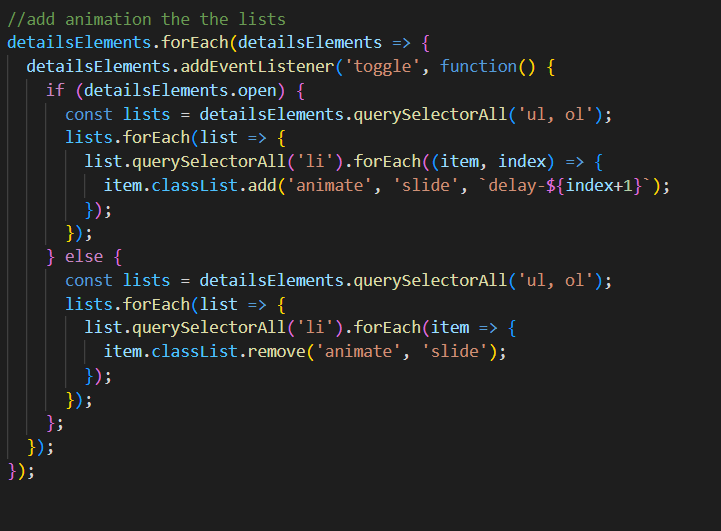 //add animation the the lists
detailsElements.forEach(detailsElements => {
  detailsElements.addEventListener('toggle', function() {
    if (detailsElements.open) {
      const lists = detailsElements.querySelectorAll('ul, ol');
      lists.forEach(list => {
        list.querySelectorAll('li').forEach((item, index) => {
          item.classList.add('animate', 'slide', `delay-${index+1}`);
        });
      });
    } else {
      const lists = detailsElements.querySelectorAll('ul, ol');
      lists.forEach(list => {
        list.querySelectorAll('li').forEach(item => {
          item.classList.remove('animate', 'slide');
        });
      });
    };
  });
});